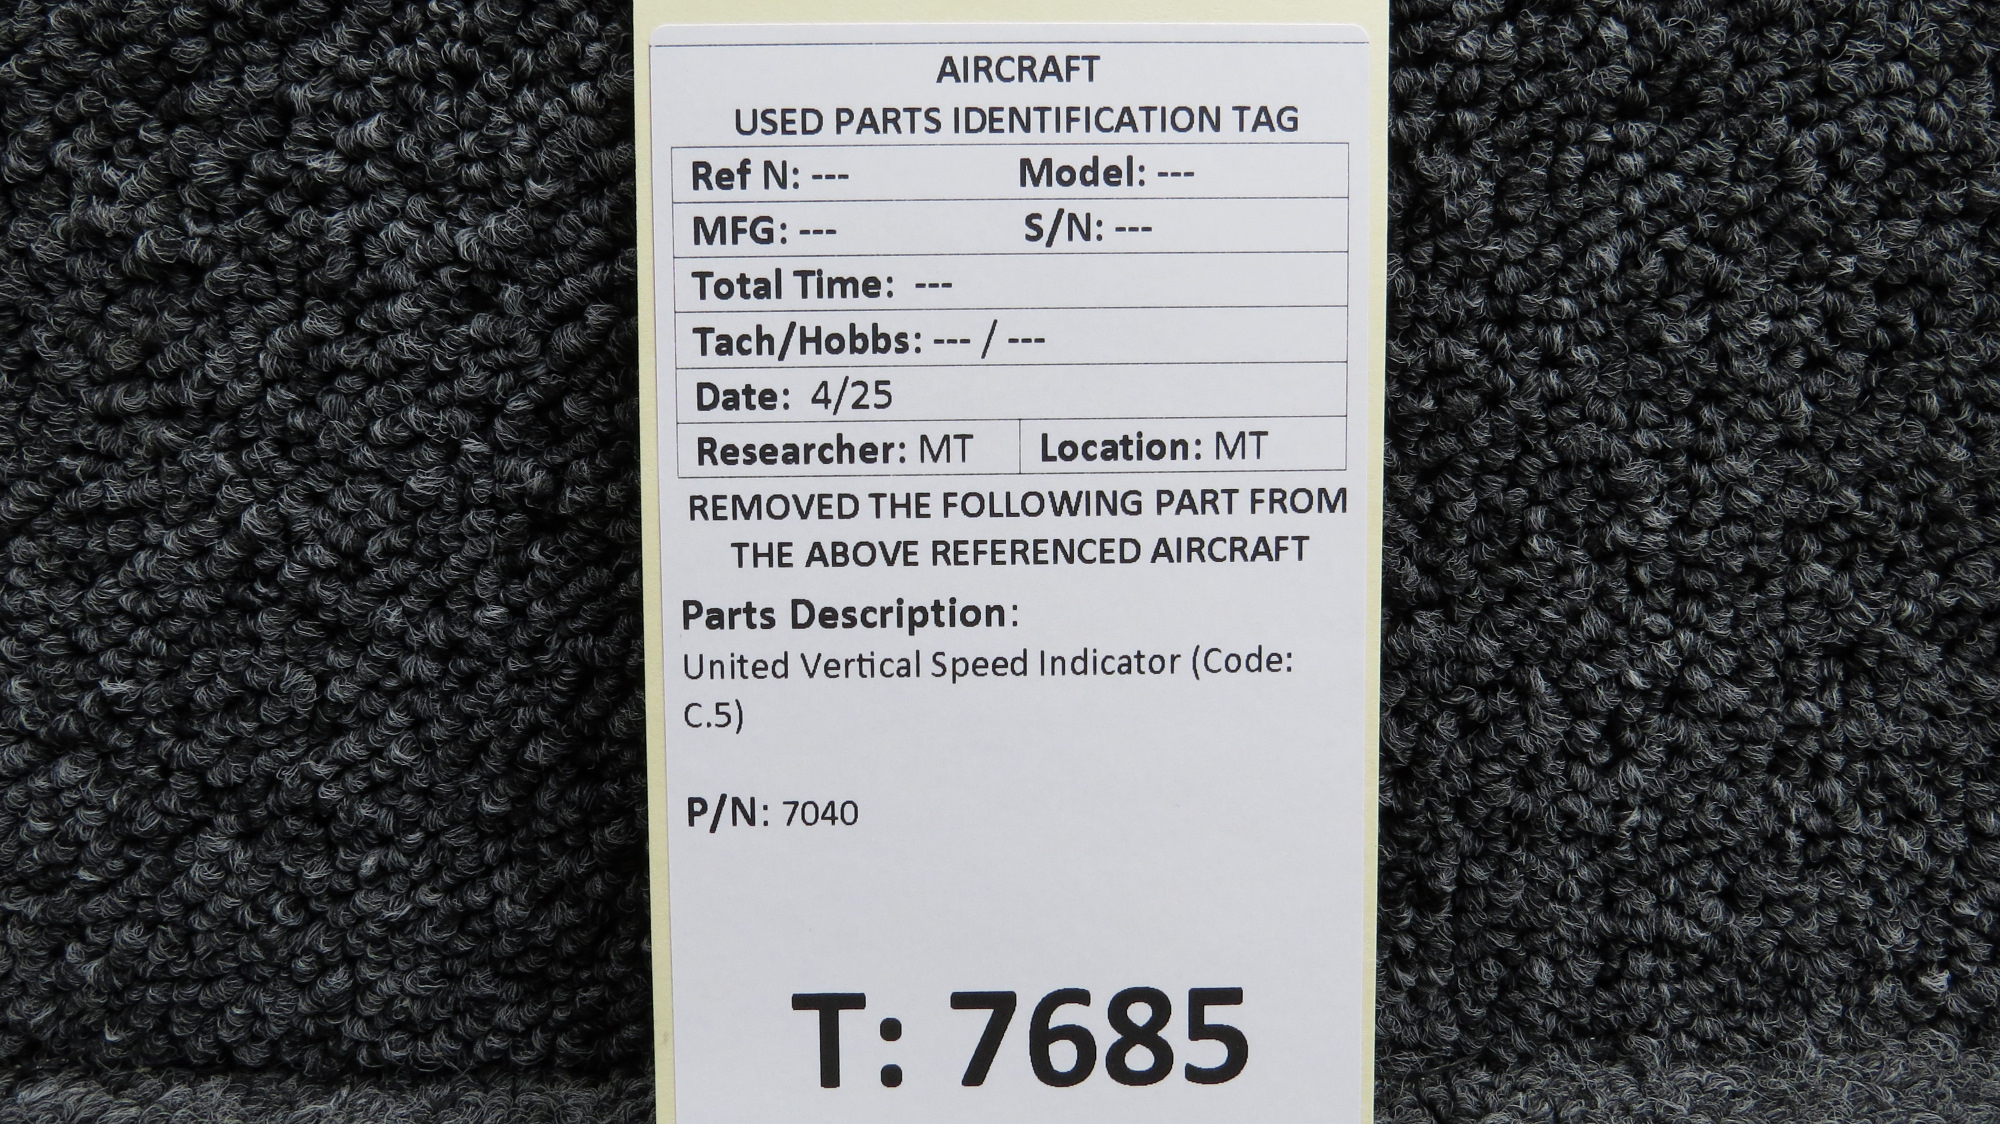 AIRCRAFT
USED PARTS IDENTIFICATION TAG
Ref N: --- Model: ---
MFG: --- S/N: ---
Total Time: ---
Tach/Hobbs: --- / ---
Date: 4/25
Researcher: MT Location: MT
REMOVED THE FOLLOWING PART FROM
THE ABOVE REFERENCED AIRCRAFT
Parts Description:
United Vertical Speed Indicator (Code:
C.5)
P/N: 7040
T: 7685